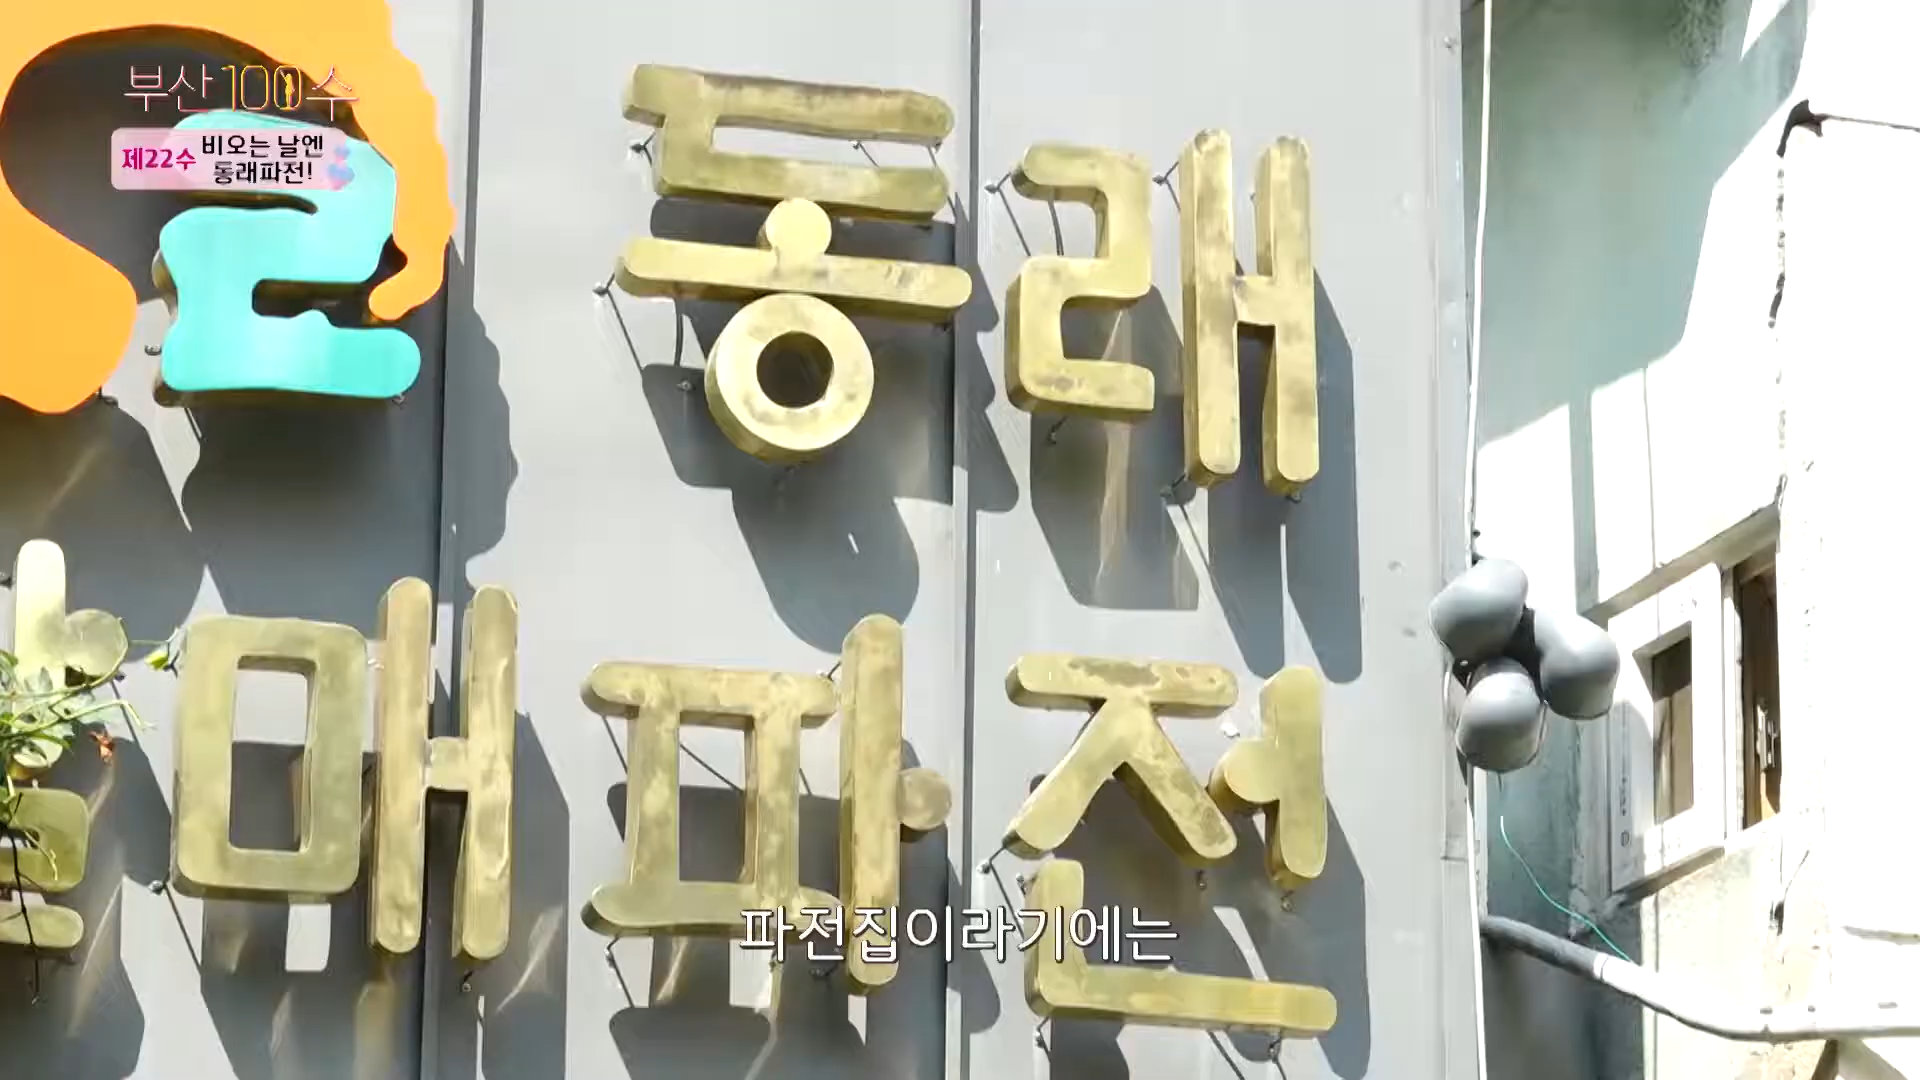 부산 100수
제22수
비오는 날엔
동래파전!
동래
할매파전
파전집이라기에는